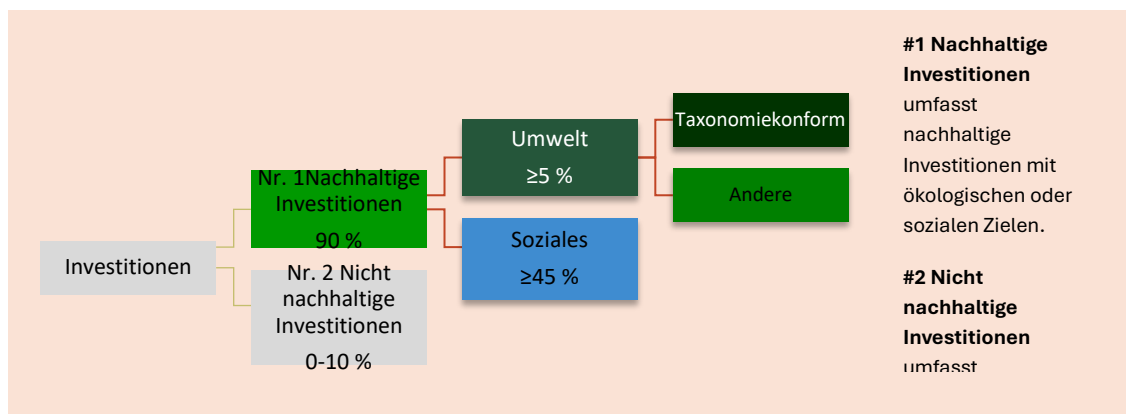 Investitionen
Nr. 1Nachhaltige
Investitionen
90 %
Nr. 2 Nicht
nachhaltige
Investitionen
0-10 %
Umwelt
≥5 %
Soziales
≥45 %
Taxonomiekonform
Andere
#1 Nachhaltige
Investitionen
umfasst
nachhaltige
Investitionen mit
ökologischen oder
sozialen Zielen.
#2 Nicht
nachhaltige
Investitionen
umfasst